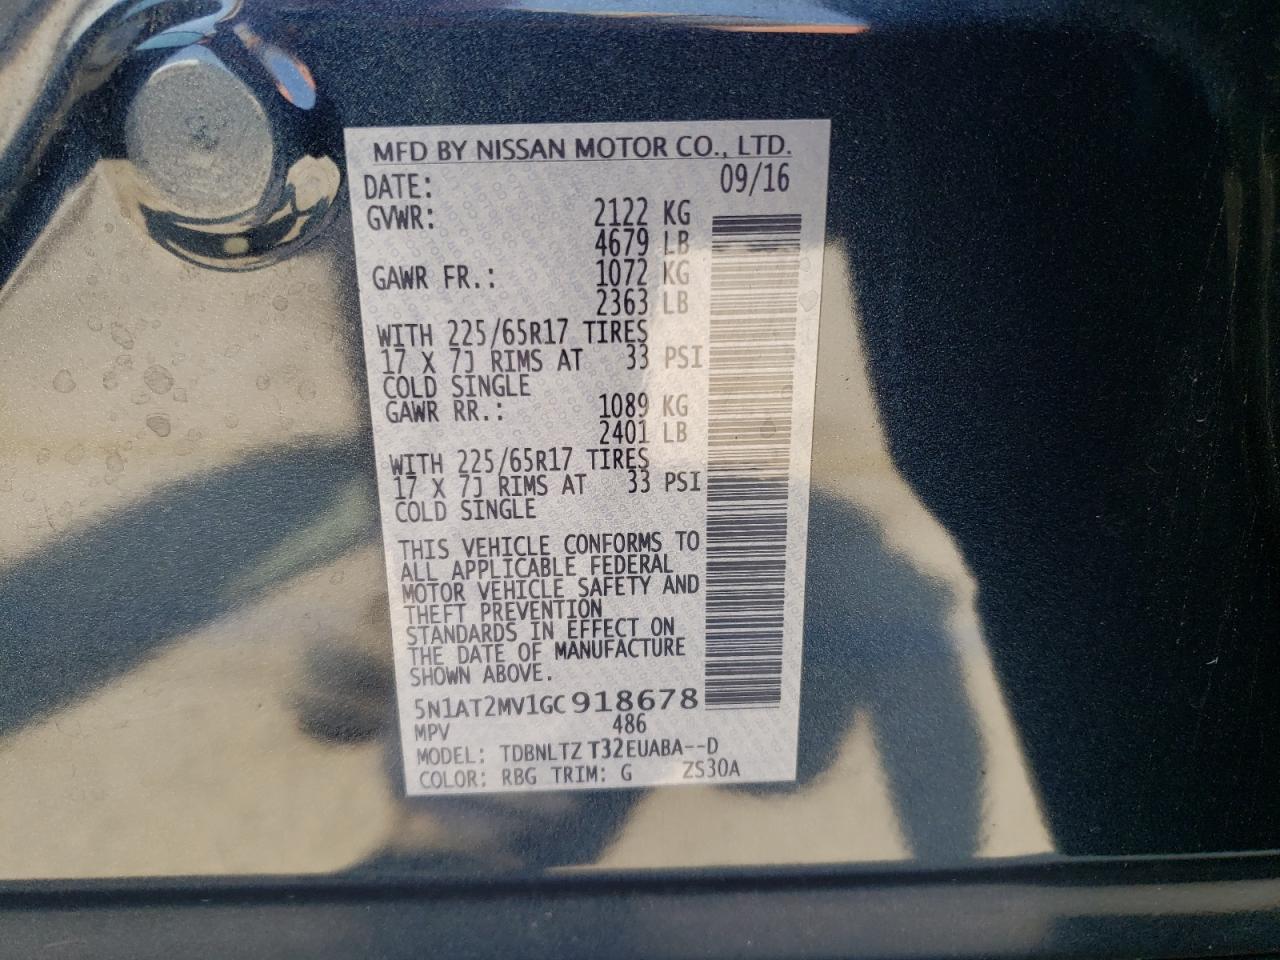 MFD BY NISSAN MOTOR CO., LTD.
DATE: 09/16
GVWR: 2122 KG
4679 LB
GAWR FR.: 1072 KG
2363 LB
WITH 225/65R17 TIRES
17 X 7J RIMS AT 33 PSI
COLD SINGLE
GAWR RR.: 1089 KG
2401 LB
WITH 225/65R17 TIRES
17 X 7J RIMS AT 33 PSI
COLD SINGLE
THIS VEHICLE CONFORMS TO
ALL APPLICABLE FEDERAL
MOTOR VEHICLE SAFETY AND
THEFT PREVENTION
STANDARDS IN EFFECT ON
THE DATE OF MANUFACTURE
SHOWN ABOVE.
5N1AT2MV1GC918678
MPV 486
MODEL: TDBNLTZ T32EUABA--D
COLOR: RBG TRIM: G ZS30A